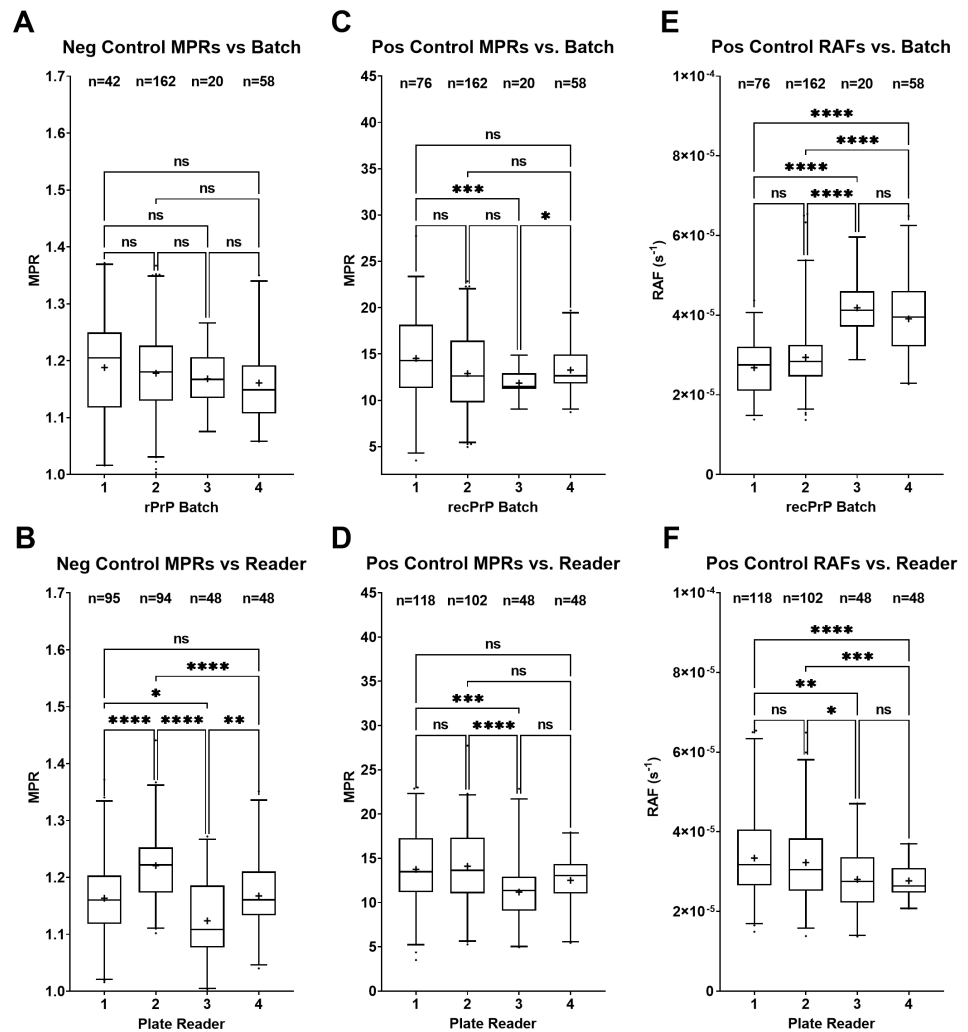 A
Neg Control MPRs vs Batch
n=42 n=162 n=20 n=58
1.7
1.6
1.5
1.4
1.3
1.2
1.1
1.0
MPR
ns
ns
ns
ns ns ns
1 2 3 4
rPrP Batch
C
Pos Control MPRs vs. Batch
n=76 n=162 n=20 n=58
45
40
35
30
25
20
15
10
5
MPR
ns
ns
***
ns ns *
1 2 3 4
recPrP Batch
E
Pos Control RAFs vs. Batch
n=76 n=162 n=20 n=58
1×10-4
8×10-5
6×10-5
4×10-5
2×10-5
0
RAF (s-1)
****
****
****
ns **** ns
1 2 3 4
recPrP Batch
B
Neg Control MPRs vs Reader
n=95 n=94 n=48 n=48
1.7
1.6
1.5
1.4
1.3
1.2
1.1
1.0
MPR
ns
****
*
**** **** **
1 2 3 4
Plate Reader
D
Pos Control MPRs vs. Reader
n=118 n=102 n=48 n=48
45
40
35
30
25
20
15
10
5
0
MPR
ns
ns
***
ns **** ns
1 2 3 4
Plate Reader
F
Pos Control RAFs vs. Reader
n=118 n=102 n=48 n=48
1×10-4
8×10-5
6×10-5
4×10-5
2×10-5
0
RAF (s-1)
****
***
**
ns * ns
1 2 3 4
Plate Reader